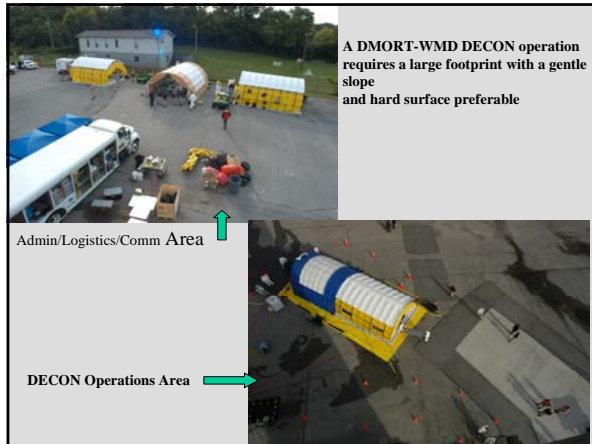 A DMORT-WMD DECON operation
requires a large footprint with a gentle
slope
and hard surface preferable
Admin/Logistics/Comm Area
DECON Operations Area